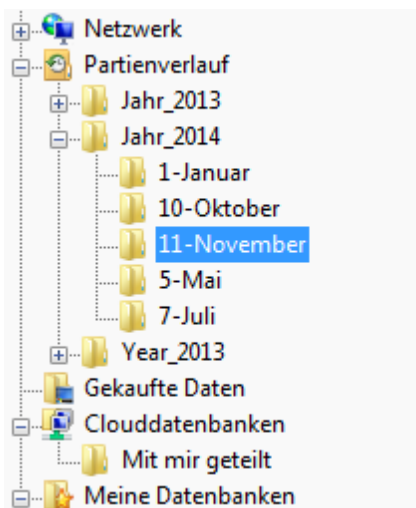 Netzwerk
Partienverlauf
Jahr_2013
Jahr_2014
1-Januar
10-Oktober
11-November
5-Mai
7-Juli
Year_2013
Gekaufte Daten
Clouddatenbanken
Mit mir geteilt
Meine Datenbanken